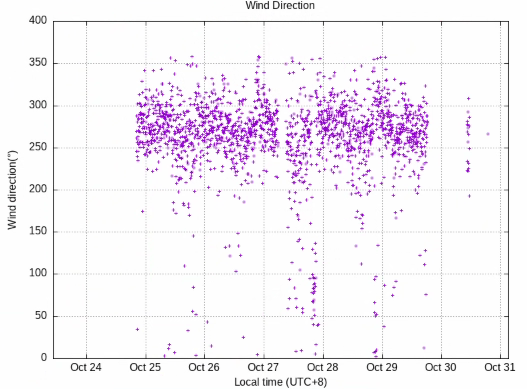 Wind Direction
400
350
300
250
200
150
100
50
0
Wind direction(°)
Oct 24 Oct 25 Oct 26 Oct 27 Oct 28 Oct 29 Oct 30 Oct 31
Local time (UTC+8)